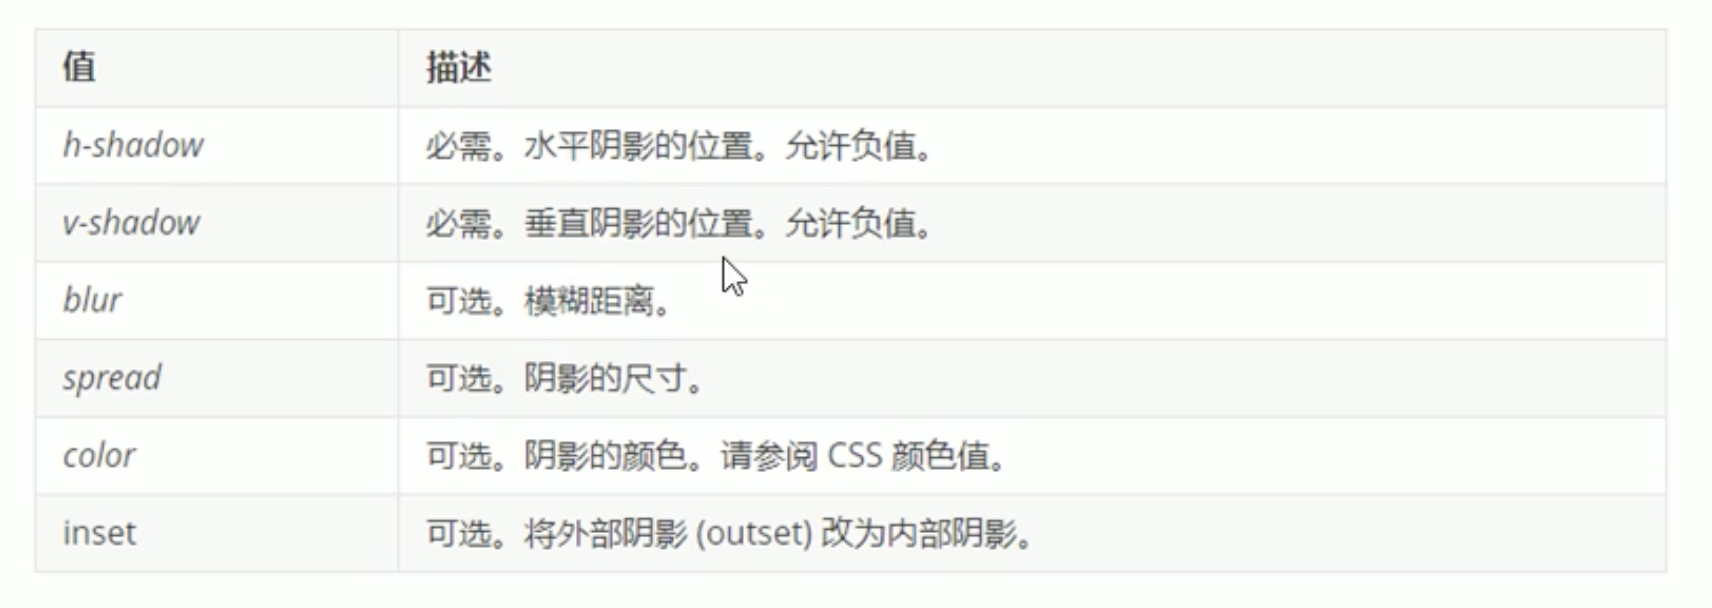 值 描述
h-shadow 必需。水平阴影的位置。允许负值。
v-shadow 必需。垂直阴影的位置。允许负值。
blur 可选。模糊距离。
spread 可选。阴影的尺寸。
color 可选。阴影的颜色。请参阅 CSS 颜色值。
inset 可选。将外部阴影 (outset) 改为内部阴影。